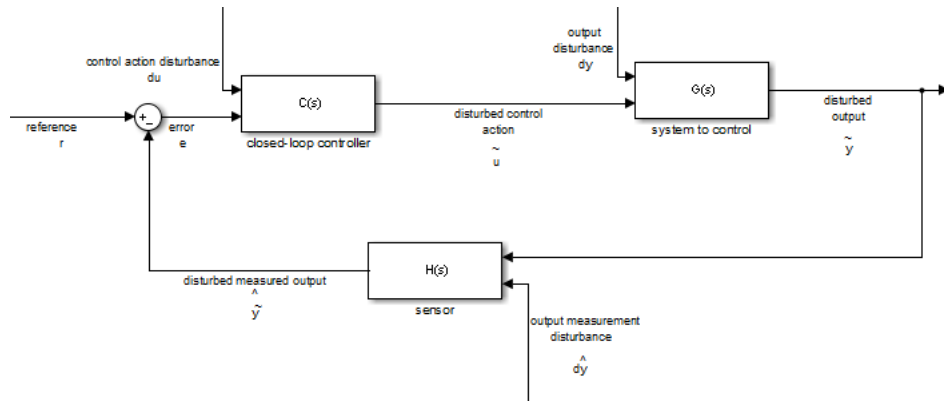 control action disturbance
du
output
disturbance
dy
C(s)
G(s)
+
−
reference
r
error
e
closed-loop controller
disturbed control
action
~
u
system to control
disturbed
output
~
y
H(s)
disturbed measured output
^
~
y
sensor
output measurement
disturbance
^
dy